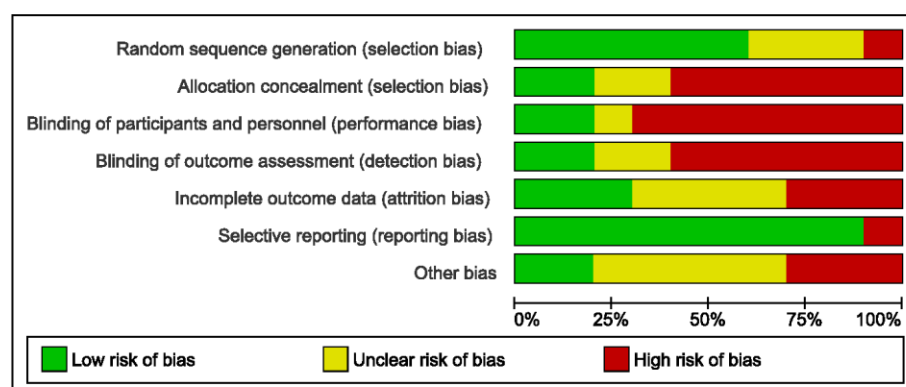 Random sequence generation (selection bias)
Allocation concealment (selection bias)
Blinding of participants and personnel (performance bias)
Blinding of outcome assessment (detection bias)
Incomplete outcome data (attrition bias)
Selective reporting (reporting bias)
Other bias
0% 25% 50% 75% 100%
Low risk of bias Unclear risk of bias High risk of bias